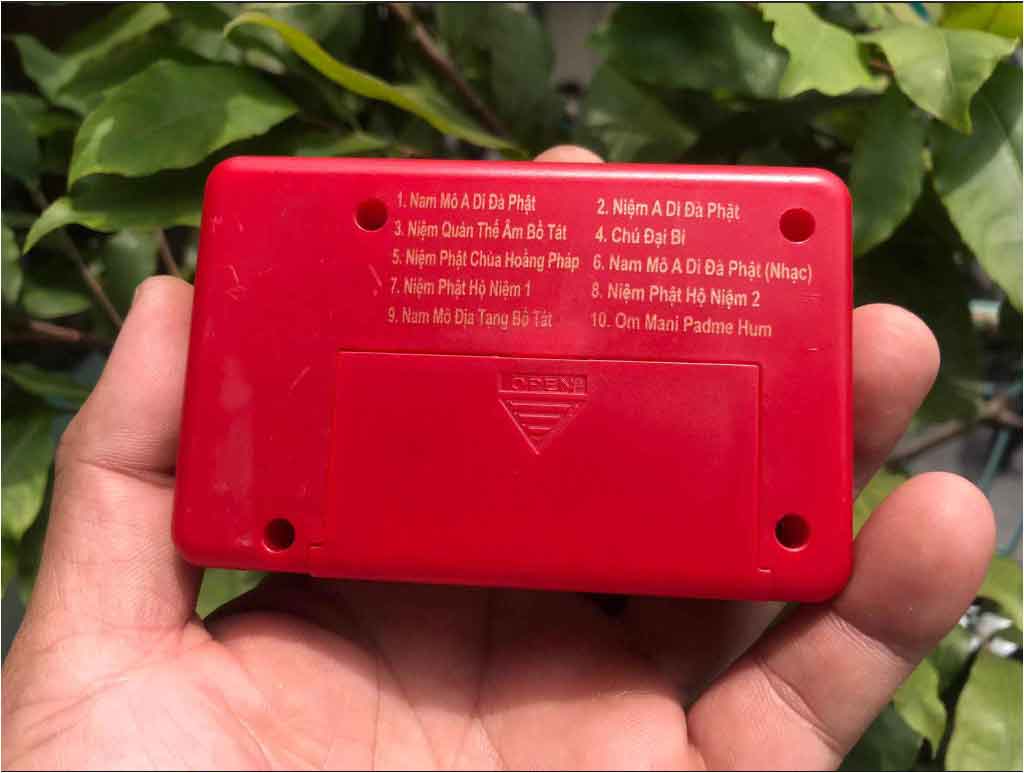 1. Nam Mô A Di Đà Phật 2. Niệm A Di Đà Phật
3. Niệm Quán Thế Âm Bồ Tát 4. Chú Đại Bi
5. Niệm Phật Chùa Hoằng Pháp 6. Nam Mô A Di Đà Phật (Nhạc)
7. Niệm Phật Hộ Niệm 1 8. Niệm Phật Hộ Niệm 2
9. Nam Mô Địa Tạng Bồ Tát 10. Om Mani Padme Hum
OPEN